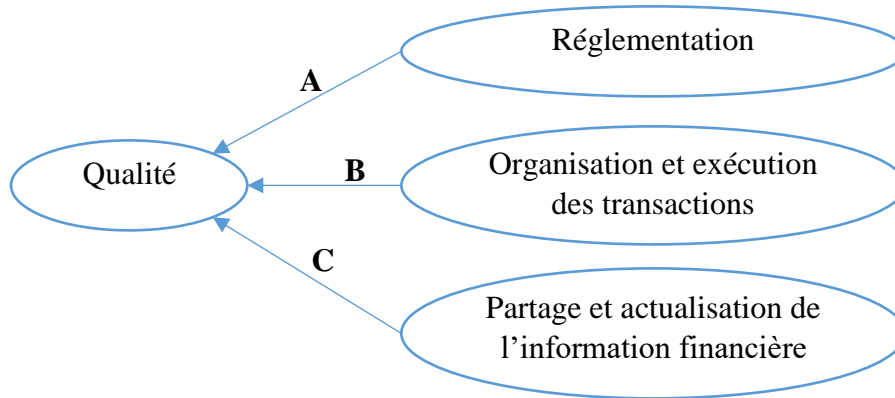 Réglementation
A
Qualité
B
Organisation et exécution
des transactions
C
Partage et actualisation de
l’information financière